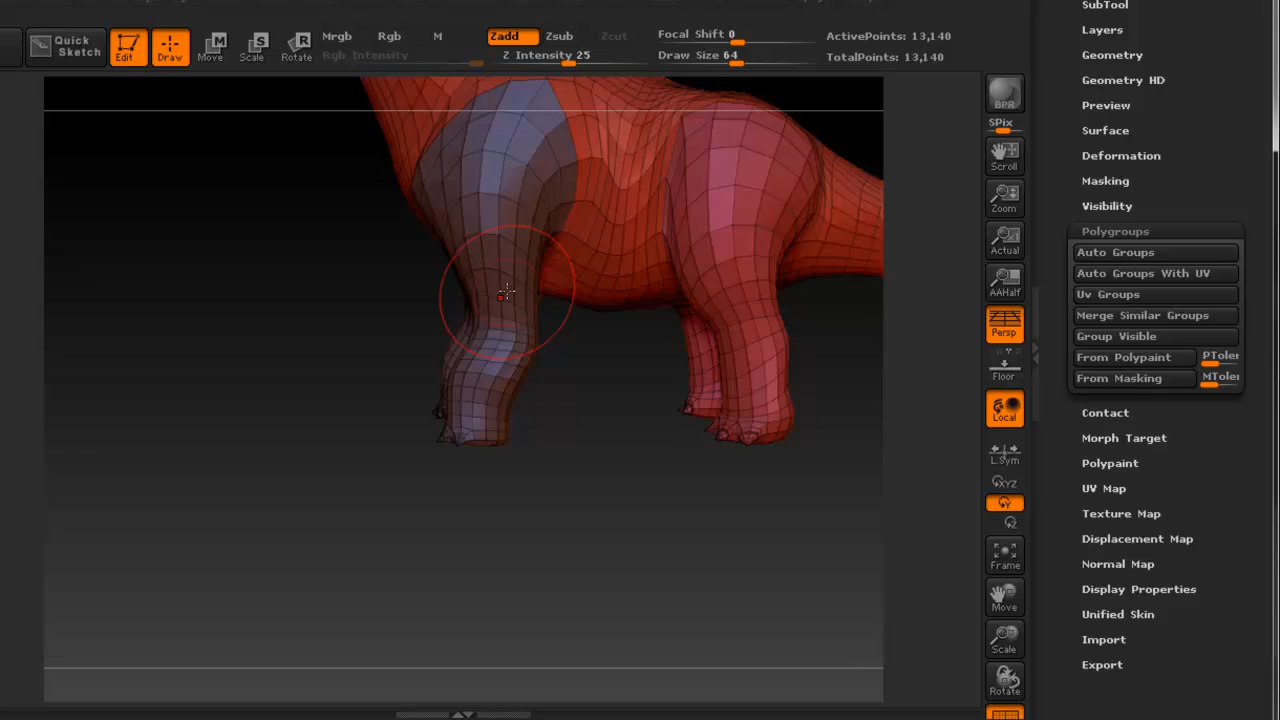 SubTool
Layers
Geometry
Geometry HD
Preview
Surface
Deformation
Masking
Visibility
Polygroups
Auto Groups
Auto Groups With UV
Uv Groups
Merge Similar Groups
Group Visible
From Polypaint PToler
From Masking MToler
Contact
Morph Target
Polypaint
UV Map
Texture Map
Displacement Map
Normal Map
Display Properties
Unified Skin
Import
Export
Quick Sketch
Edit
Draw
M Move
S Scale
R Rotate
Mrgb Rgb M
Rgb Intensity
Zadd Zsub Zcut
Z Intensity 25
Focal Shift 0
Draw Size 64
ActivePoints: 13,140
TotalPoints: 13,140
BPR
SPix
Scroll
Zoom
Actual
AAHalf
Persp
Floor
Local
L.Sym
XYZ
Y
Z
Frame
Move
Scale
Rotate